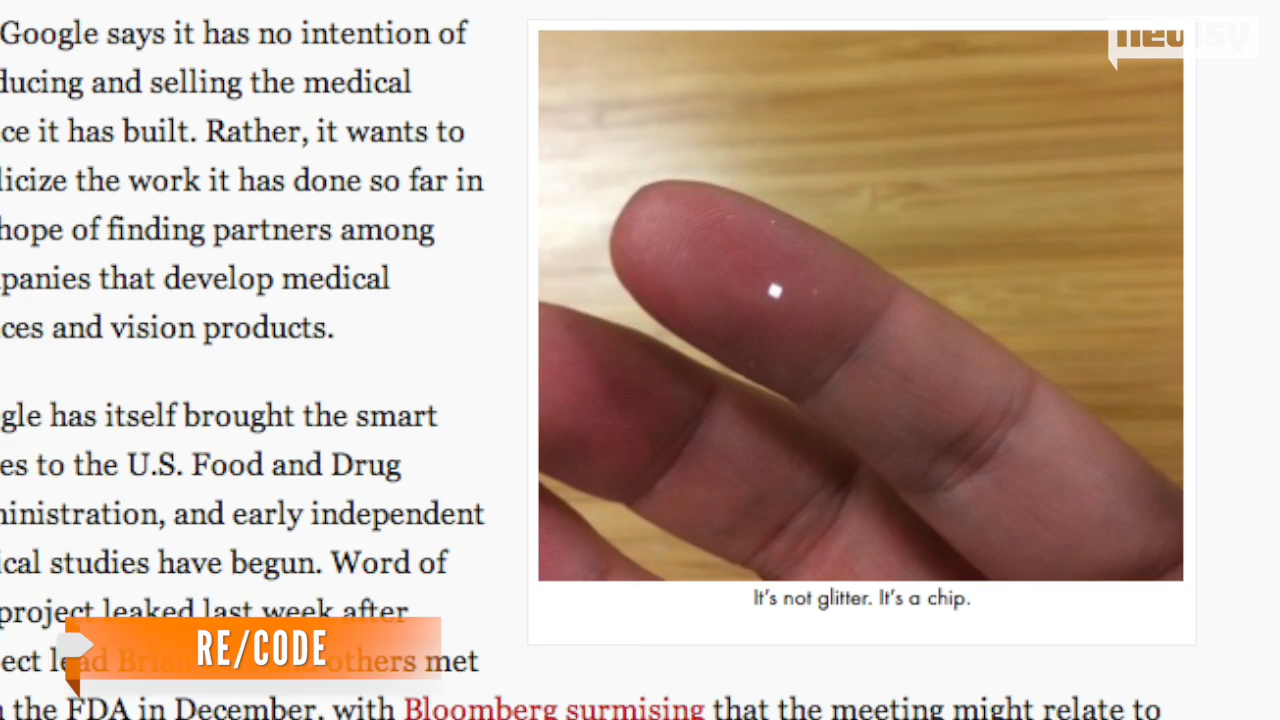 Google says it has no intention of
ducing and selling the medical
ce it has built. Rather, it wants to
licize the work it has done so far in
hope of finding partners among
panies that develop medical
ces and vision products.
gle has itself brought the smart
es to the U.S. Food and Drug
ninistration, and early independent
ical studies have begun. Word of
project leaked last week after
ect lead Brian others met
the FDA in December, with Bloomberg surmising that the meeting might relate to
It's not glitter. It's a chip.
RE/CODE
newsy